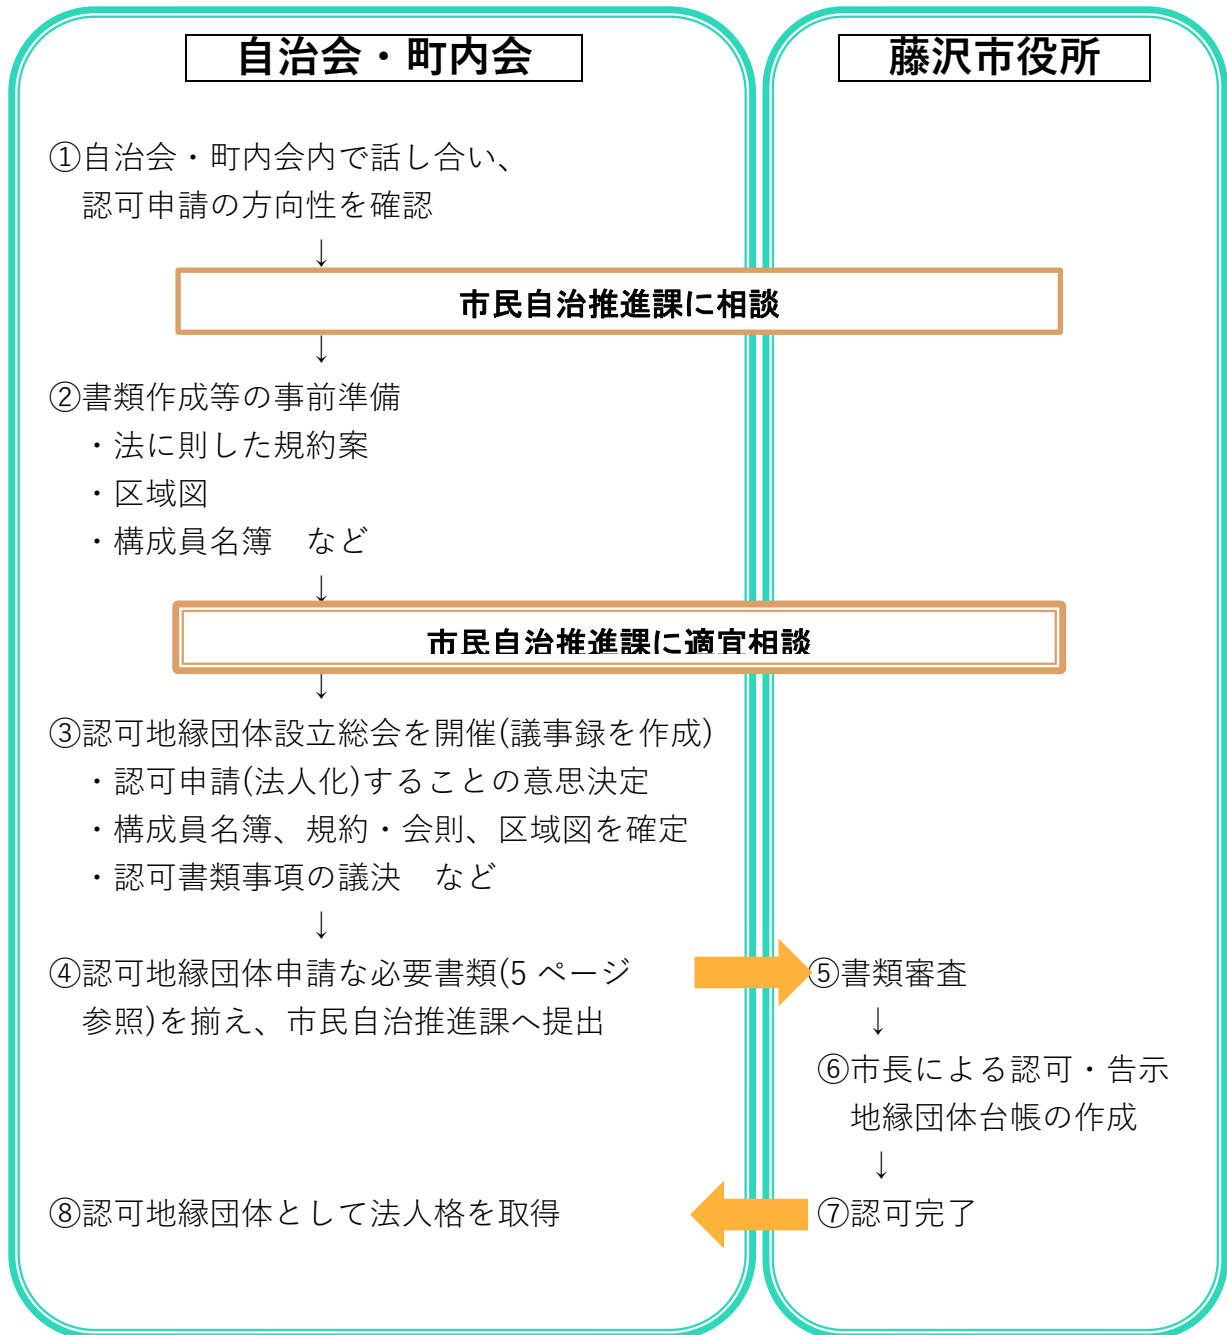 自治会・町内会
藤沢市役所
①自治会・町内会内で話し合い、
認可申請の方向性を確認
↓
市民自治推進課に相談
↓
②書類作成等の事前準備
・法に則した規約案
・区域図
・構成員名簿　など
↓
市民自治推進課に適宜相談
↓
③認可地縁団体設立総会を開催(議事録を作成)
・認可申請(法人化)することの意思決定
・構成員名簿、規約・会則、区域図を確定
・認可書類事項の議決　など
↓
④認可地縁団体申請な必要書類(5 ページ
参照)を揃え、市民自治推進課へ提出
⑤書類審査
↓
⑥市長による認可・告示
地縁団体台帳の作成
↓
⑦認可完了
⑧認可地縁団体として法人格を取得